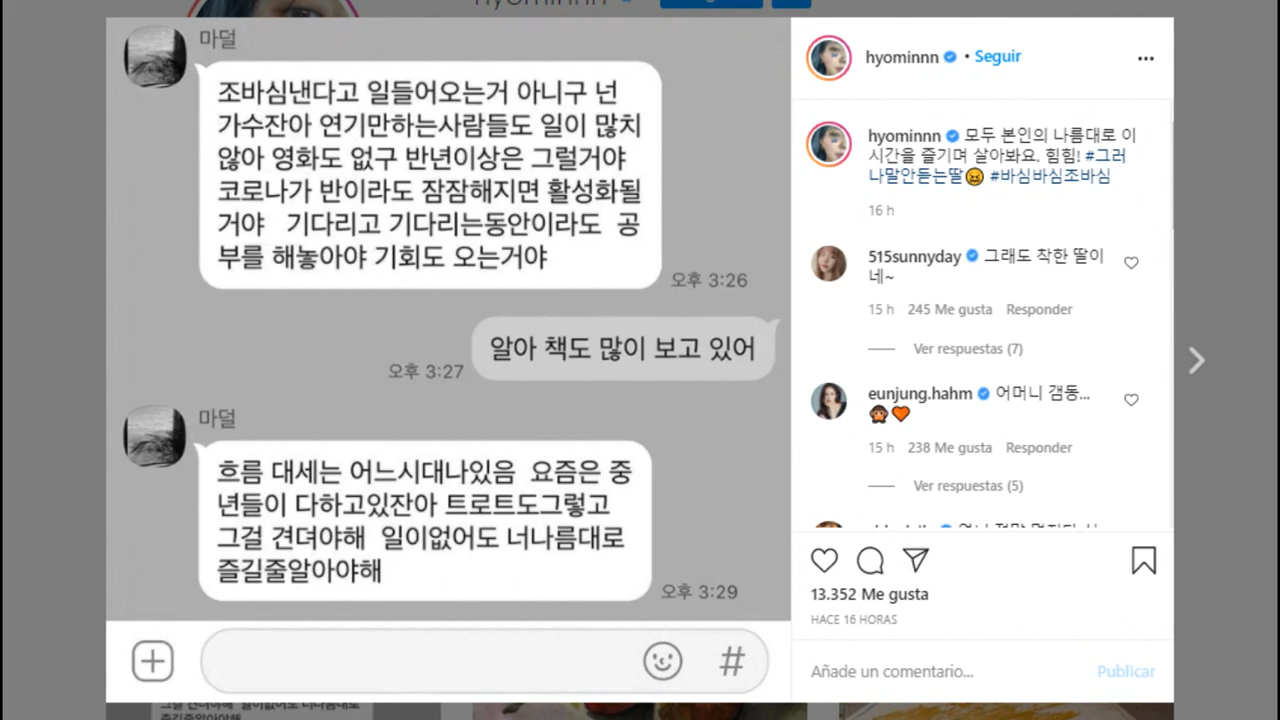 hyominnn
마덜
조바심낸다고 일들어오는거 아니구 넌
가수잔아 연기만하는사람들도 일이 많치
않아 영화도 없구 반년이상은 그럴거야
코로나가 반이라도 잠잠해지면 활성화될
거야 기다리고 기다리는동안이라도 공
부를 해놓아야 기회도 오는거야
오후 3:26
알아 책도 많이 보고 있어
오후 3:27
마덜
흐름 대세는 어느시대나있음 요즘은 중
년들이 다하고있잔아 트로트도그렇고
그걸 견뎌야해 일이없어도 너나름대로
즐길줄알아야해
오후 3:29
#
hyominnn • Seguir
hyominnn 모두 본인의 나름대로 이
시간을 즐기며 살아봐요. 힘힘! #그러
나말안듣는딸😖 #바심바심조바심
16 h
515sunnyday 그래도 착한 딸이
네~
15 h 245 Me gusta Responder
Ver respuestas (7)
eunjung.hahm 어머니 갬동...
🙊🧡
15 h 238 Me gusta Responder
Ver respuestas (5)
13.352 Me gusta
HACE 16 HORAS
Añade un comentario... Publicar
즐길줄알아야해